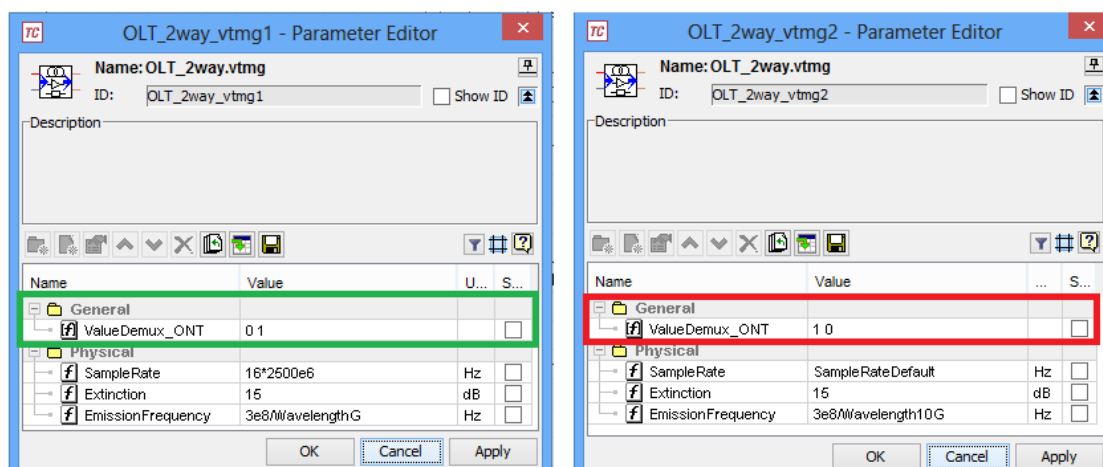 TC OLT_2way_vtmg1 - Parameter Editor ×
Name: OLT_2way.vtmg
ID: OLT_2way_vtmg1 Show ID
Description
Name Value U... S...
General
[f] ValueDemux_ONT 0 1
Physical
f SampleRate 16*2500e6 Hz
f Extinction 15 dB
f EmissionFrequency 3e8/WavelengthG Hz
OK Cancel Apply
TC OLT_2way_vtmg2 - Parameter Editor ×
Name: OLT_2way.vtmg
ID: OLT_2way_vtmg2 Show ID
Description
Name Value ... S...
General
[f] ValueDemux_ONT 1 0
Physical
f SampleRate SampleRateDefault Hz
f Extinction 15 dB
f EmissionFrequency 3e8/Wavelength10G Hz
OK Cancel Apply